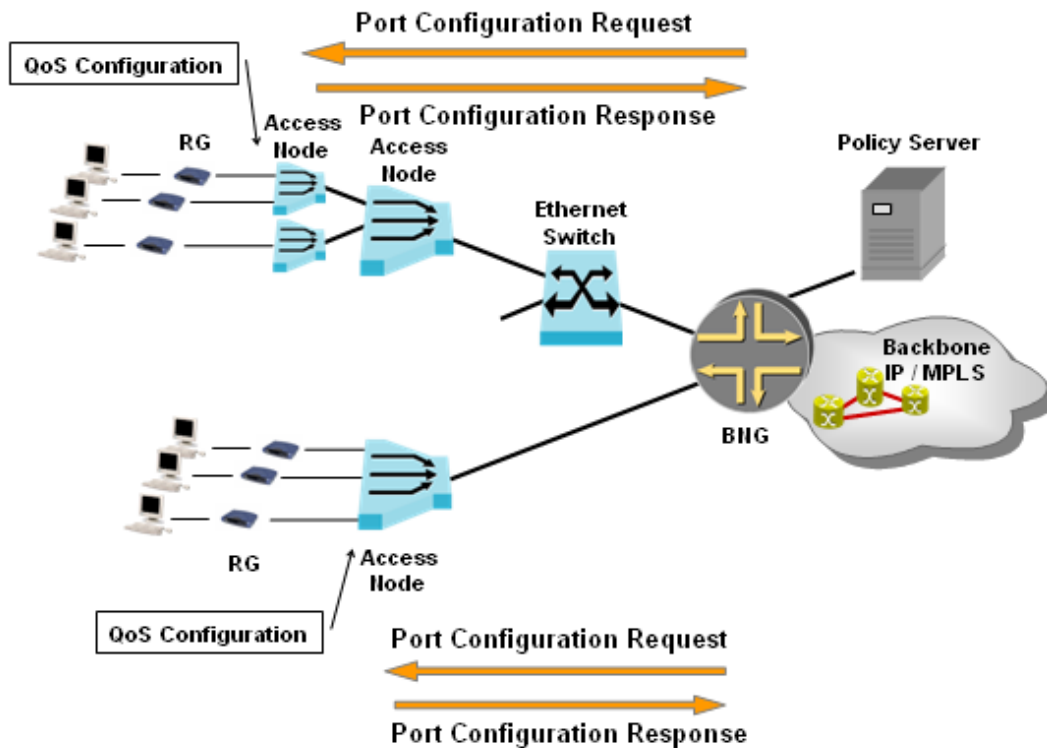 Port Configuration Request
QoS Configuration
Port Configuration Response
RG
Access
Node
Access
Node
Policy Server
Ethernet
Switch
Backbone
IP / MPLS
BNG
RG
Access
Node
QoS Configuration
Port Configuration Request
Port Configuration Response